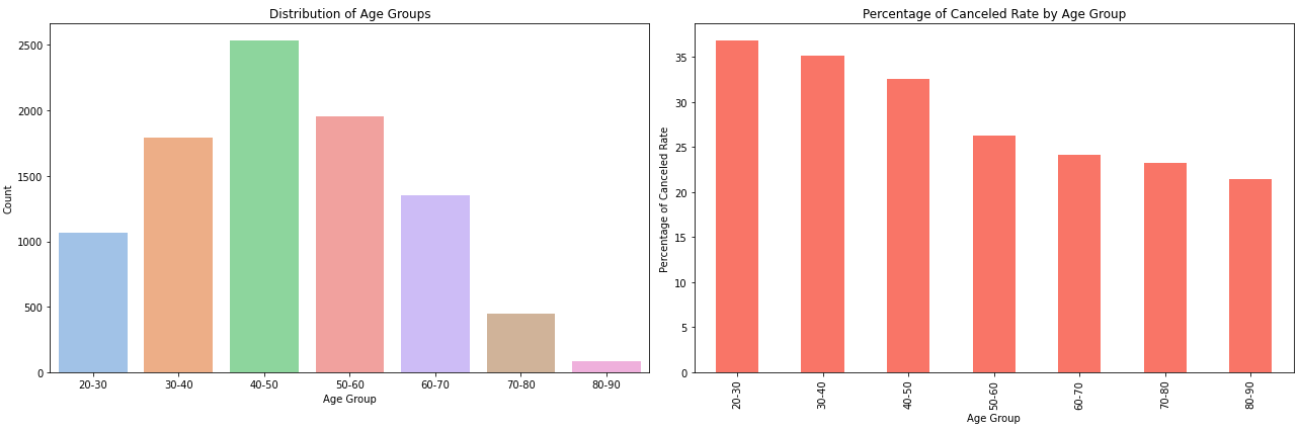 Distribution of Age Groups
Count
2500
2000
1500
1000
500
0
20-30 30-40 40-50 50-60 60-70 70-80 80-90
Age Group
Percentage of Canceled Rate by Age Group
Percentage of Canceled Rate
35
30
25
20
15
10
5
0
20-30 30-40 40-50 50-60 60-70 70-80 80-90
Age Group